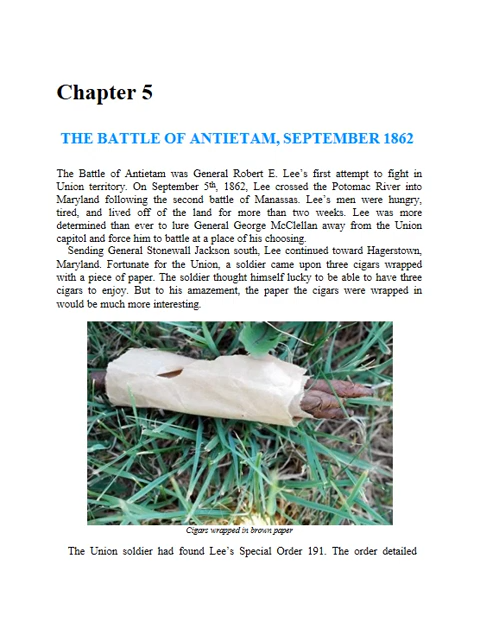 Chapter 5
THE BATTLE OF ANTIETAM, SEPTEMBER 1862
The Battle of Antietam was General Robert E. Lee’s first attempt to fight in
Union territory. On September 5th, 1862, Lee crossed the Potomac River into
Maryland following the second battle of Manassas. Lee’s men were hungry,
tired, and lived off of the land for more than two weeks. Lee was more
determined than ever to lure General George McClellan away from the Union
capitol and force him to battle at a place of his choosing.
Sending General Stonewall Jackson south, Lee continued toward Hagerstown,
Maryland. Fortunate for the Union, a soldier came upon three cigars wrapped
with a piece of paper. The soldier thought himself lucky to be able to have three
cigars to enjoy. But to his amazement, the paper the cigars were wrapped in
would be much more interesting.
Cigars wrapped in brown paper
The Union soldier had found Lee’s Special Order 191. The order detailed